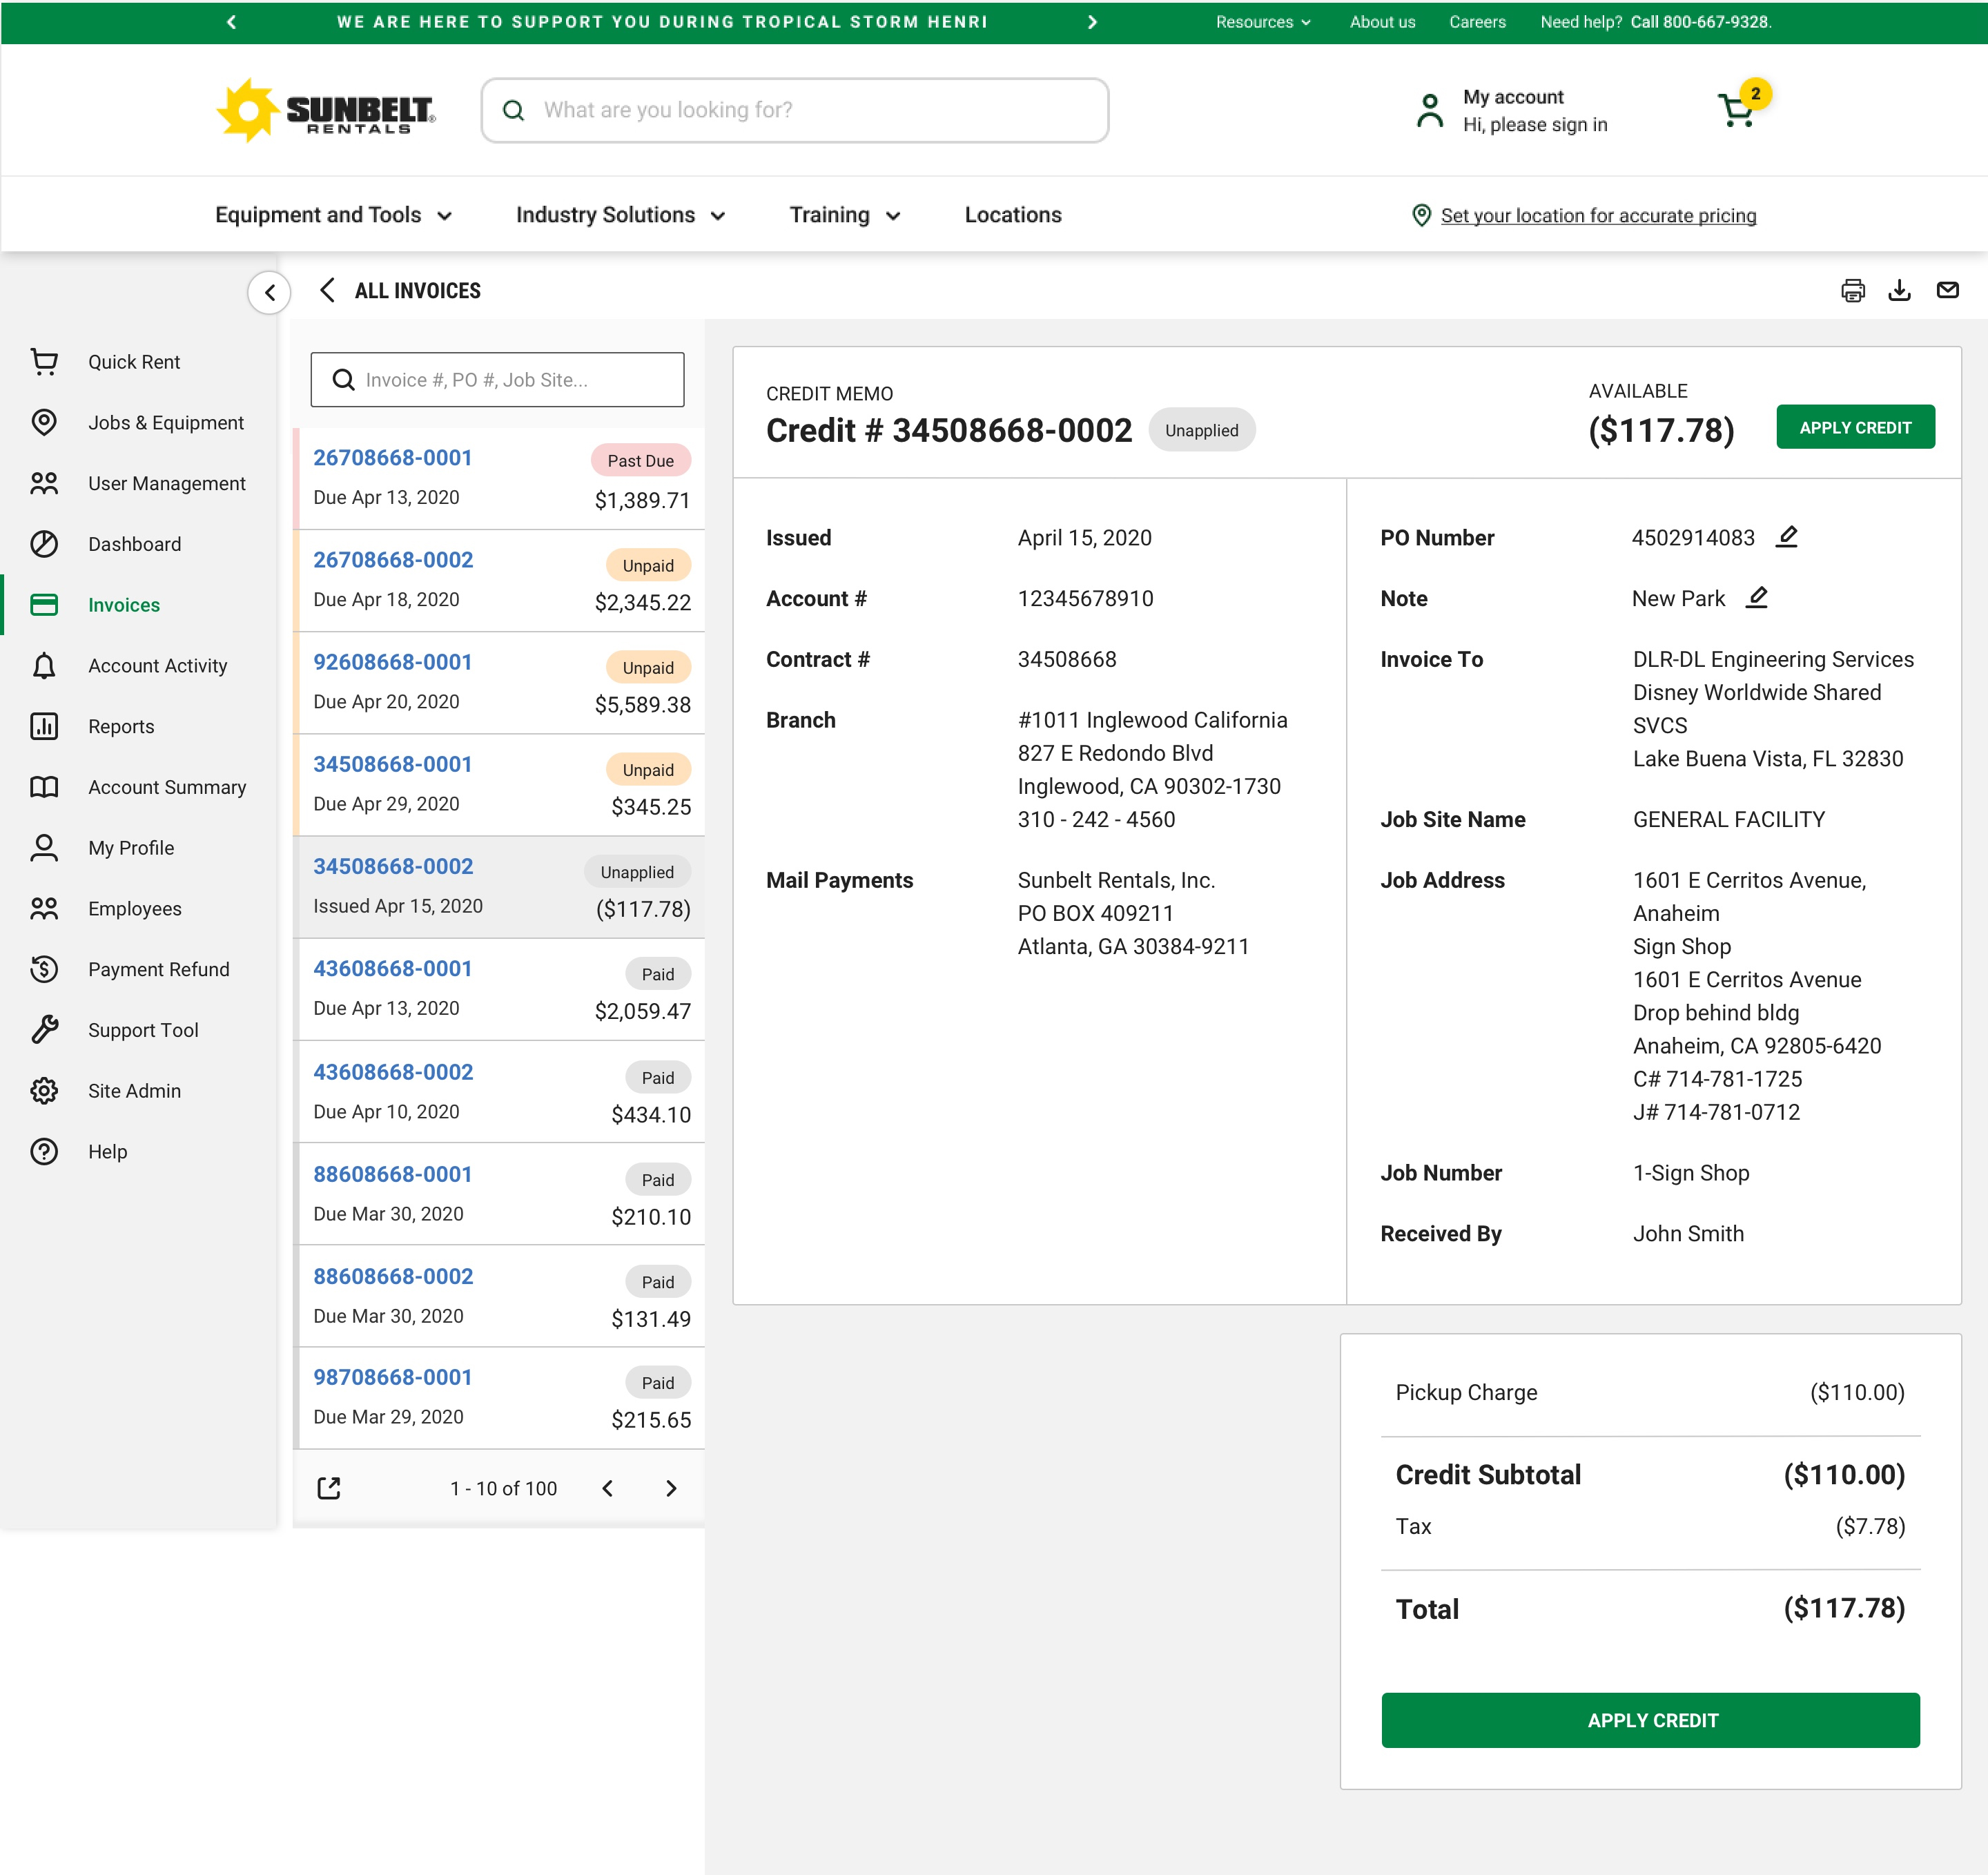 WE ARE HERE TO SUPPORT YOU DURING TROPICAL STORM HENRI
Resources
About us
Careers
Need help? Call 800-667-9328.
SUNBELT®
RENTALS
What are you looking for?
My account
Hi, please sign in
2
Equipment and Tools
Industry Solutions
Training
Locations
Set your location for accurate pricing
ALL INVOICES
Quick Rent
Jobs & Equipment
User Management
Dashboard
Invoices
Account Activity
Reports
Account Summary
My Profile
Employees
Payment Refund
Support Tool
Site Admin
Help
Invoice #, PO #, Job Site...
26708668-0001 Past Due
Due Apr 13, 2020 $1,389.71
26708668-0002 Unpaid
Due Apr 18, 2020 $2,345.22
92608668-0001 Unpaid
Due Apr 20, 2020 $5,589.38
34508668-0001 Unpaid
Due Apr 29, 2020 $345.25
34508668-0002 Unapplied
Issued Apr 15, 2020 ($117.78)
43608668-0001 Paid
Due Apr 13, 2020 $2,059.47
43608668-0002 Paid
Due Apr 10, 2020 $434.10
88608668-0001 Paid
Due Mar 30, 2020 $210.10
88608668-0002 Paid
Due Mar 30, 2020 $131.49
98708668-0001 Paid
Due Mar 29, 2020 $215.65
1 - 10 of 100
CREDIT MEMO
Credit # 34508668-0002 Unapplied
AVAILABLE
($117.78)
APPLY CREDIT
Issued April 15, 2020
Account # 12345678910
Contract # 34508668
Branch #1011 Inglewood California
827 E Redondo Blvd
Inglewood, CA 90302-1730
310 - 242 - 4560
Mail Payments Sunbelt Rentals, Inc.
PO BOX 409211
Atlanta, GA 30384-9211
PO Number 4502914083
Note New Park
Invoice To DLR-DL Engineering Services
Disney Worldwide Shared
SVCS
Lake Buena Vista, FL 32830
Job Site Name GENERAL FACILITY
Job Address 1601 E Cerritos Avenue,
Anaheim
Sign Shop
1601 E Cerritos Avenue
Drop behind bldg
Anaheim, CA 92805-6420
C# 714-781-1725
J# 714-781-0712
Job Number 1-Sign Shop
Received By John Smith
Pickup Charge ($110.00)
Credit Subtotal ($110.00)
Tax ($7.78)
Total ($117.78)
APPLY CREDIT